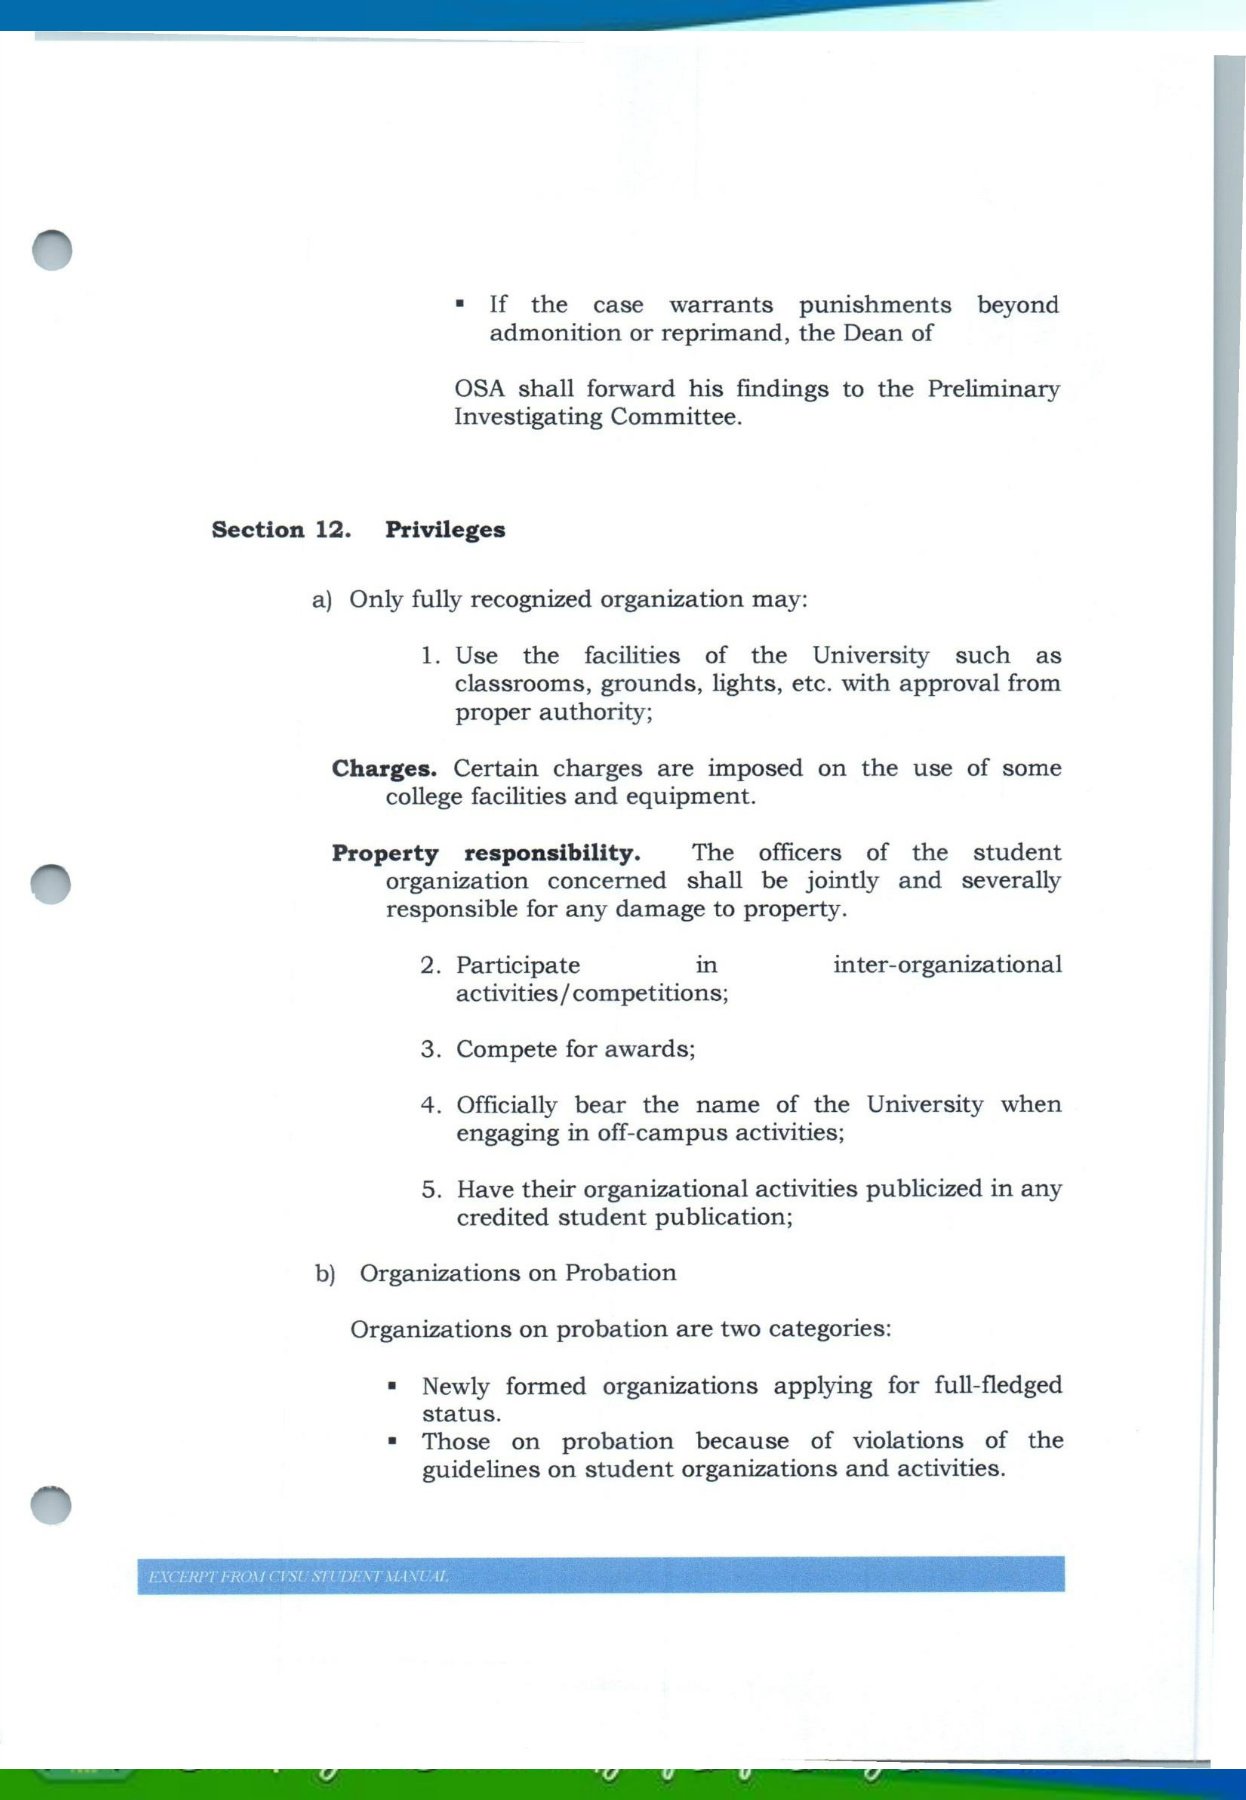 ▪ If the case warrants punishments beyond
admonition or reprimand, the Dean of
OSA shall forward his findings to the Preliminary
Investigating Committee.
Section 12. Privileges
a) Only fully recognized organization may:
1. Use the facilities of the University such as
classrooms, grounds, lights, etc. with approval from
proper authority;
Charges. Certain charges are imposed on the use of some
college facilities and equipment.
Property responsibility. The officers of the student
organization concerned shall be jointly and severally
responsible for any damage to property.
2. Participate in inter-organizational
activities/competitions;
3. Compete for awards;
4. Officially bear the name of the University when
engaging in off-campus activities;
5. Have their organizational activities publicized in any
credited student publication;
b) Organizations on Probation
Organizations on probation are two categories:
▪ Newly formed organizations applying for full-fledged
status.
▪ Those on probation because of violations of the
guidelines on student organizations and activities.
EXCERPT FROM CVSU STUDENT MANUAL